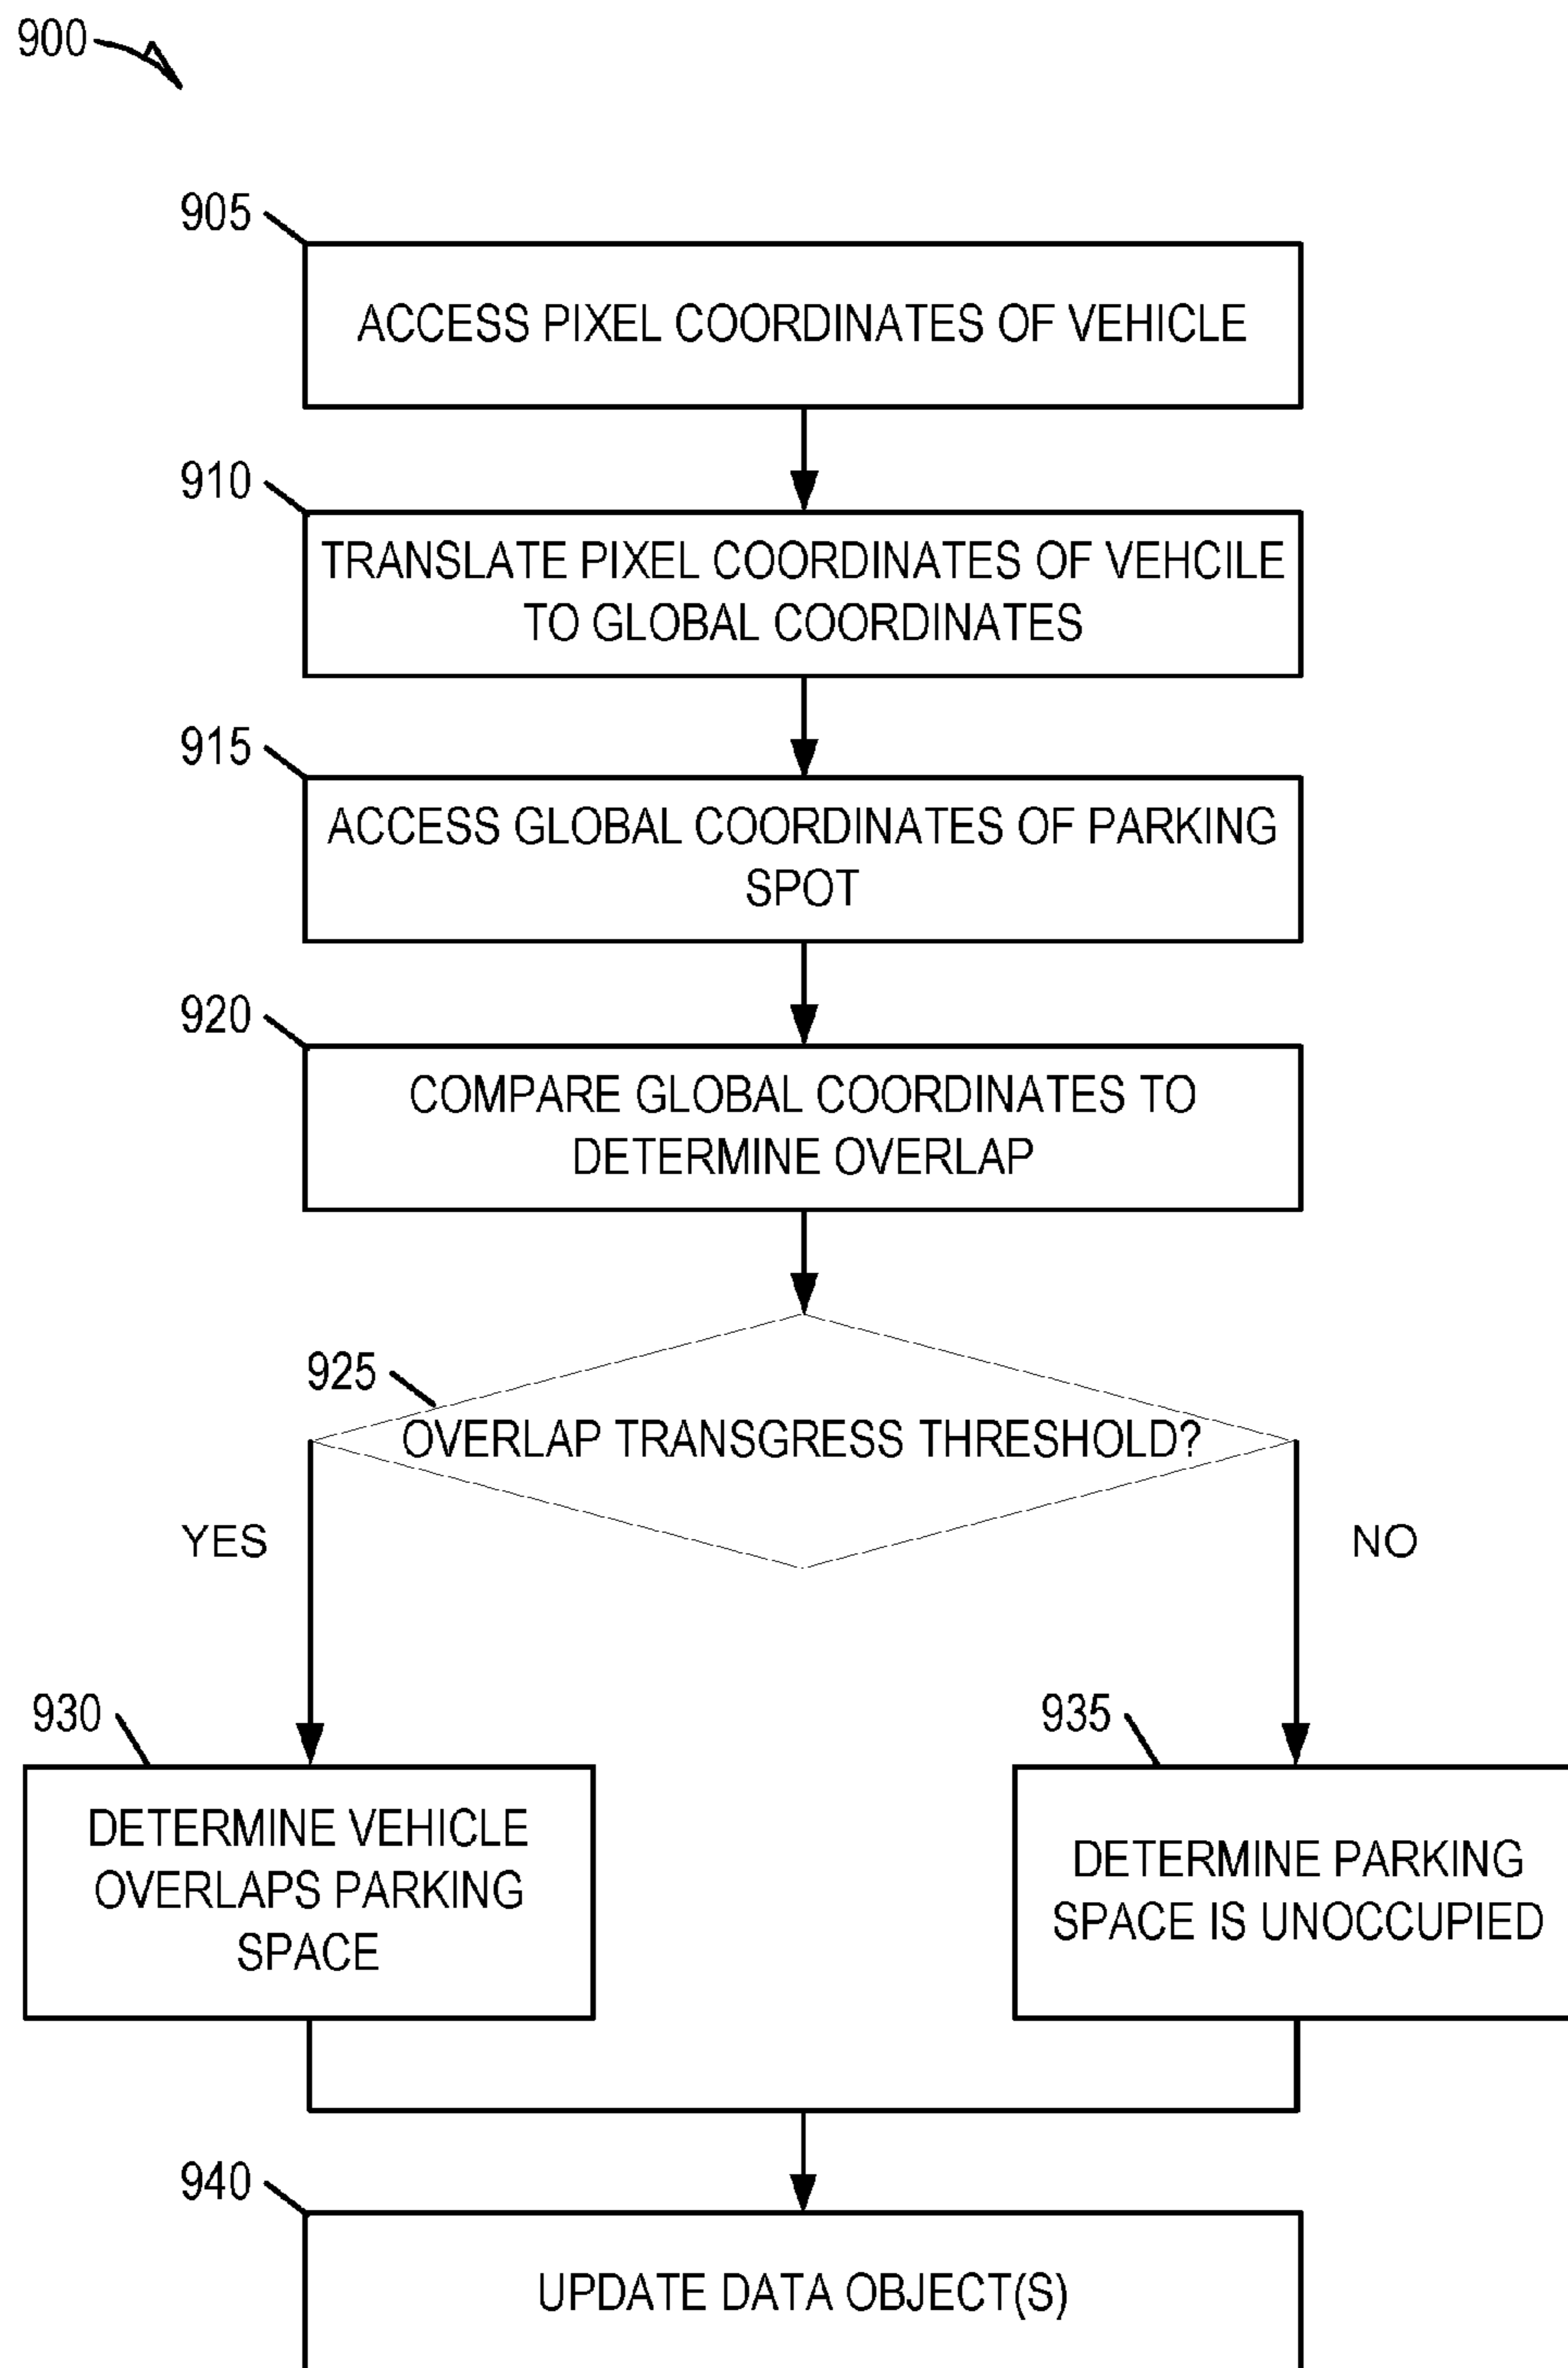 900
905
ACCESS PIXEL COORDINATES OF VEHICLE
910
TRANSLATE PIXEL COORDINATES OF VEHCILE
TO GLOBAL COORDINATES
915
ACCESS GLOBAL COORDINATES OF PARKING
SPOT
920
COMPARE GLOBAL COORDINATES TO
DETERMINE OVERLAP
925
OVERLAP TRANSGRESS THRESHOLD?
YES
NO
930
DETERMINE VEHICLE
OVERLAPS PARKING
SPACE
935
DETERMINE PARKING
SPACE IS UNOCCUPIED
940
UPDATE DATA OBJECT(S)